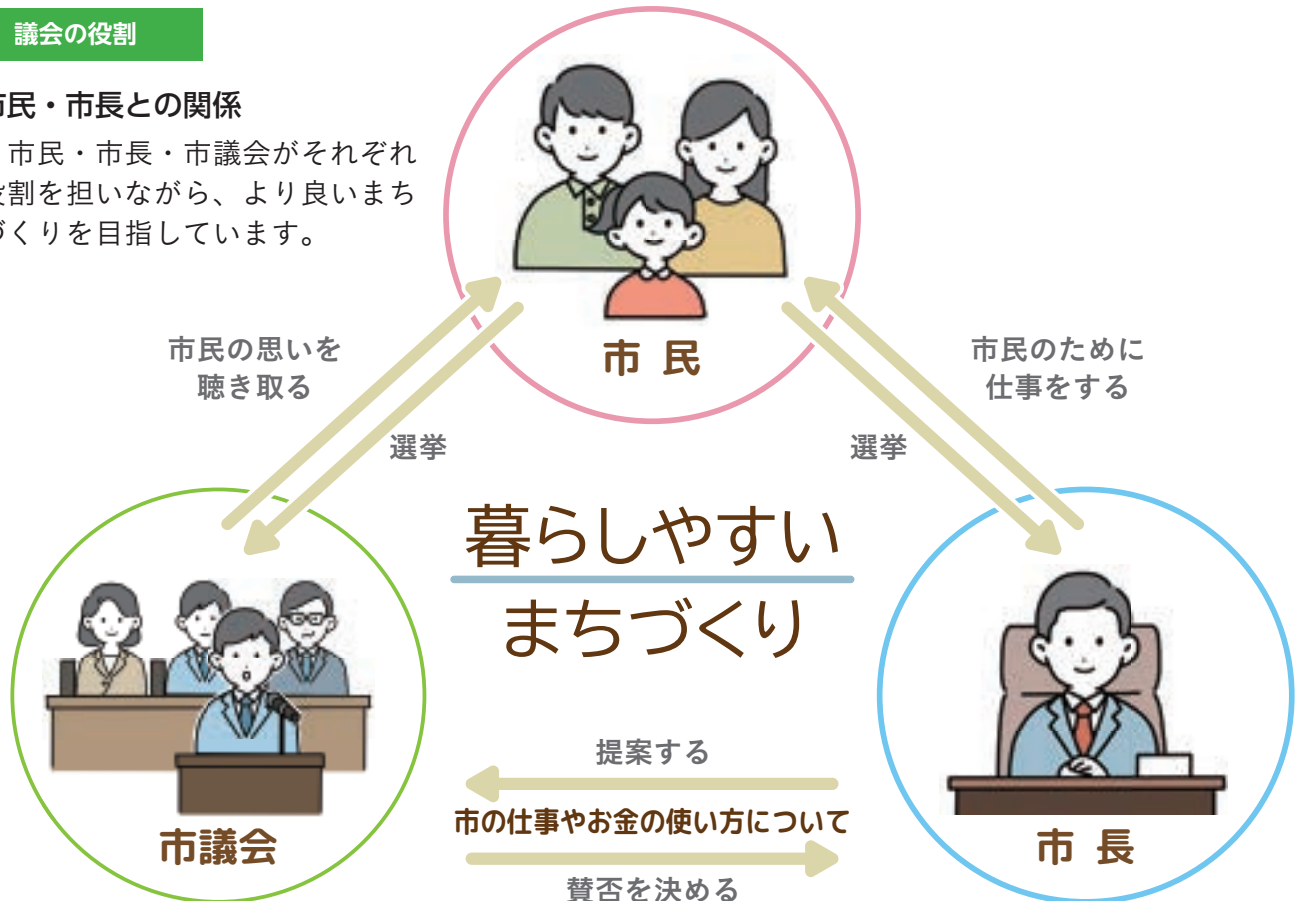 議会の役割
市民・市長との関係
市民・市長・市議会がそれぞれ
役割を担いながら、より良いまち
づくりを目指しています。
市 民
市民の思いを
聴き取る
選挙
市民のために
仕事をする
選挙
暮らしやすい
まちづくり
提案する
市の仕事やお金の使い方について
賛否を決める
市議会
市 長